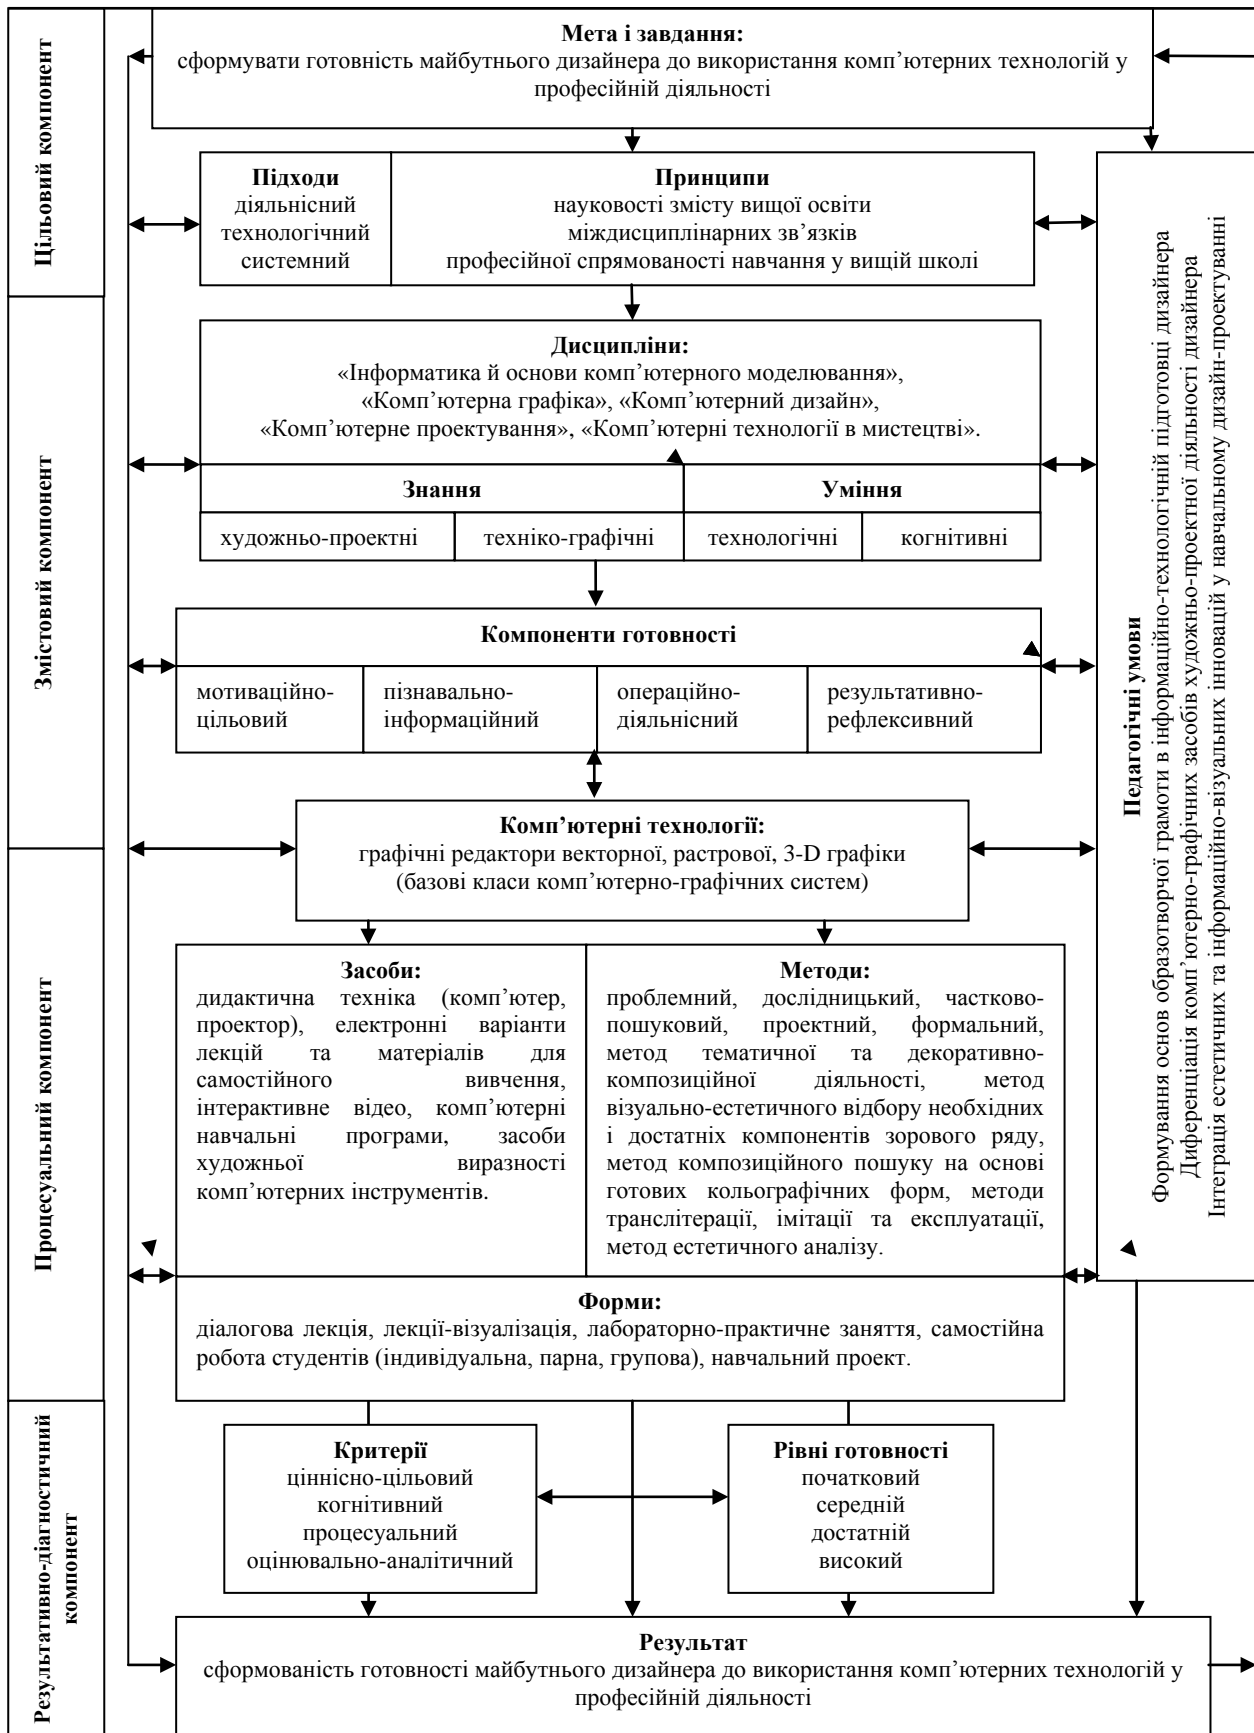 Цільовий компонент
Мета і завдання:
сформувати готовність майбутнього дизайнера до використання комп’ютерних технологій у
професійній діяльності
Підходи
діяльнісний
технологічний
системний
Принципи
науковості змісту вищої освіти
міждисциплінарних зв’язків
професійної спрямованості навчання у вищій школі
Змістовий компонент
Дисципліни:
«Інформатика й основи комп’ютерного моделювання»,
«Комп’ютерна графіка», «Комп’ютерний дизайн»,
«Комп’ютерне проектування», «Комп’ютерні технології в мистецтві».
Знання
Уміння
художньо-проектні
техніко-графічні
технологічні
когнітивні
Компоненти готовності
мотиваційно-
цільовий
пізнавально-
інформаційний
операційно-
діяльнісний
результативно-
рефлексивний
Педагогічні умови
Формування основ образотворчої грамоти в інформаційно-технологічній підготовці дизайнера
Диференціація комп’ютерно-графічних засобів художньо-проектної діяльності дизайнера
Інтеграція естетичних та інформаційно-візуальних інновацій у навчальному дизайн-проектуванні
Процесуальний компонент
Комп’ютерні технології:
графічні редактори векторної, растрової, 3-D графіки
(базові класи комп’ютерно-графічних систем)
Засоби:
дидактична техніка (комп’ютер,
проектор), електронні варіанти
лекцій та матеріалів для
самостійного вивчення,
інтерактивне відео, комп’ютерні
навчальні програми, засоби
художньої виразності
комп’ютерних інструментів.
Методи:
проблемний, дослідницький, частково-
пошуковий, проектний, формальний,
метод тематичної та декоративно-
композиційної діяльності, метод
візуально-естетичного відбору необхідних
і достатніх компонентів зорового ряду,
метод композиційного пошуку на основі
готових кольографічних форм, методи
транслітерації, імітації та експлуатації,
метод естетичного аналізу.
Форми:
діалогова лекція, лекції-візуалізація, лабораторно-практичне заняття, самостійна
робота студентів (індивідуальна, парна, групова), навчальний проект.
Результативно-діагностичний
компонент
Критерії
ціннісно-цільовий
когнітивний
процесуальний
оцінювально-аналітичний
Рівні готовності
початковий
середній
достатній
високий
Результат
сформованість готовності майбутнього дизайнера до використання комп’ютерних технологій у
професійній діяльності